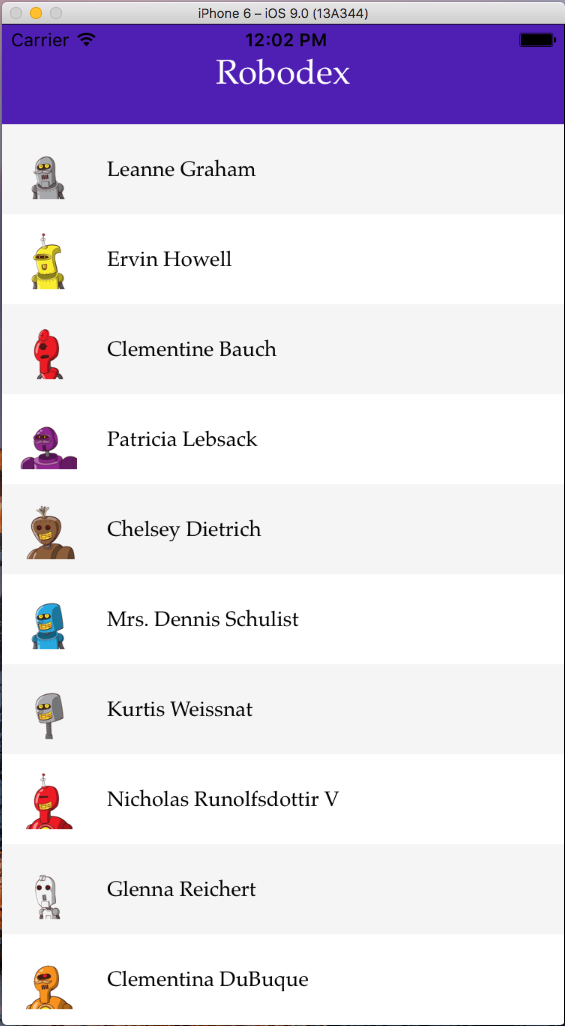 iPhone 6 – iOS 9.0 (13A344)
Carrier 12:02 PM
Robodex
Leanne Graham
Ervin Howell
Clementine Bauch
Patricia Lebsack
Chelsey Dietrich
Mrs. Dennis Schulist
Kurtis Weissnat
Nicholas Runolfsdottir V
Glenna Reichert
Clementina DuBuque